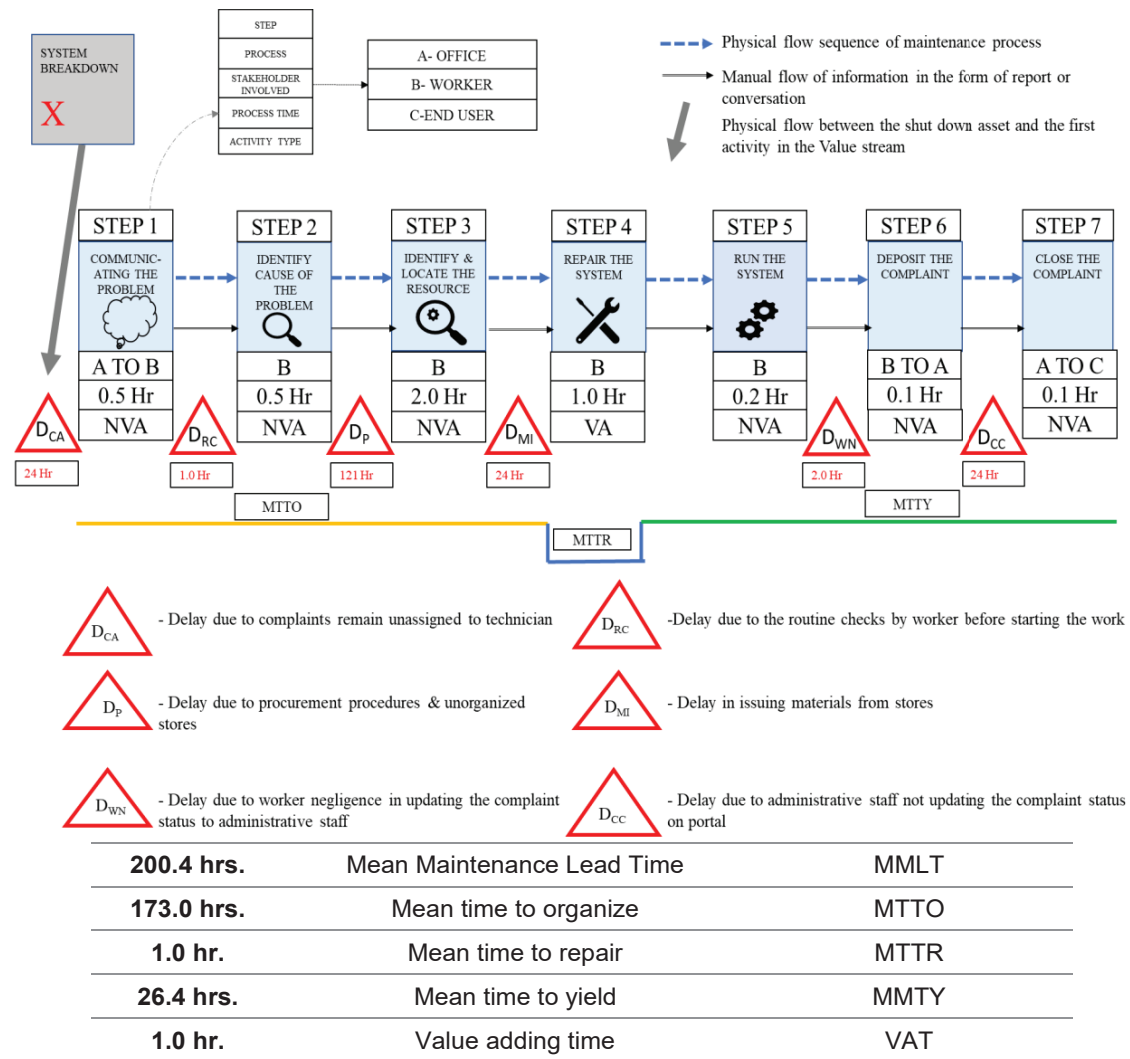 SYSTEM
BREAKDOWN
X
STEP
PROCESS
STAKEHOLDER
INVOLVED
PROCESS TIME
ACTIVITY TYPE
A- OFFICE
B- WORKER
C-END USER
Physical flow sequence of maintenance process
Manual flow of information in the form of report or
conversation
Physical flow between the shut down asset and the first
activity in the Value stream
STEP 1
COMMUNIC-
ATING THE
PROBLEM
A TO B
0.5 Hr
NVA
STEP 2
IDENTIFY
CAUSE OF
THE
PROBLEM
B
0.5 Hr
NVA
STEP 3
IDENTIFY &
LOCATE THE
RESOURCE
B
2.0 Hr
NVA
STEP 4
REPAIR THE
SYSTEM
B
1.0 Hr
VA
STEP 5
RUN THE
SYSTEM
B
0.2 Hr
NVA
STEP 6
DEPOSIT THE
COMPLAINT
B TO A
0.1 Hr
NVA
STEP 7
CLOSE THE
COMPLAINT
A TO C
0.1 Hr
NVA
DCA
24 Hr
DRC
1.0 Hr
DP
121 Hr
DMI
24 Hr
DWN
2.0 Hr
DCC
24 Hr
MTTO
MTTR
MTTY
DCA - Delay due to complaints remain unassigned to technician
DRC -Delay due to the routine checks by worker before starting the work
DP - Delay due to procurement procedures & unorganized
stores
DMI - Delay in issuing materials from stores
DWN - Delay due to worker negligence in updating the complaint
status to administrative staff
DCC - Delay due to administrative staff not updating the complaint status
on portal
200.4 hrs. Mean Maintenance Lead Time MMLT
173.0 hrs. Mean time to organize MTTO
1.0 hr. Mean time to repair MTTR
26.4 hrs. Mean time to yield MMTY
1.0 hr. Value adding time VAT